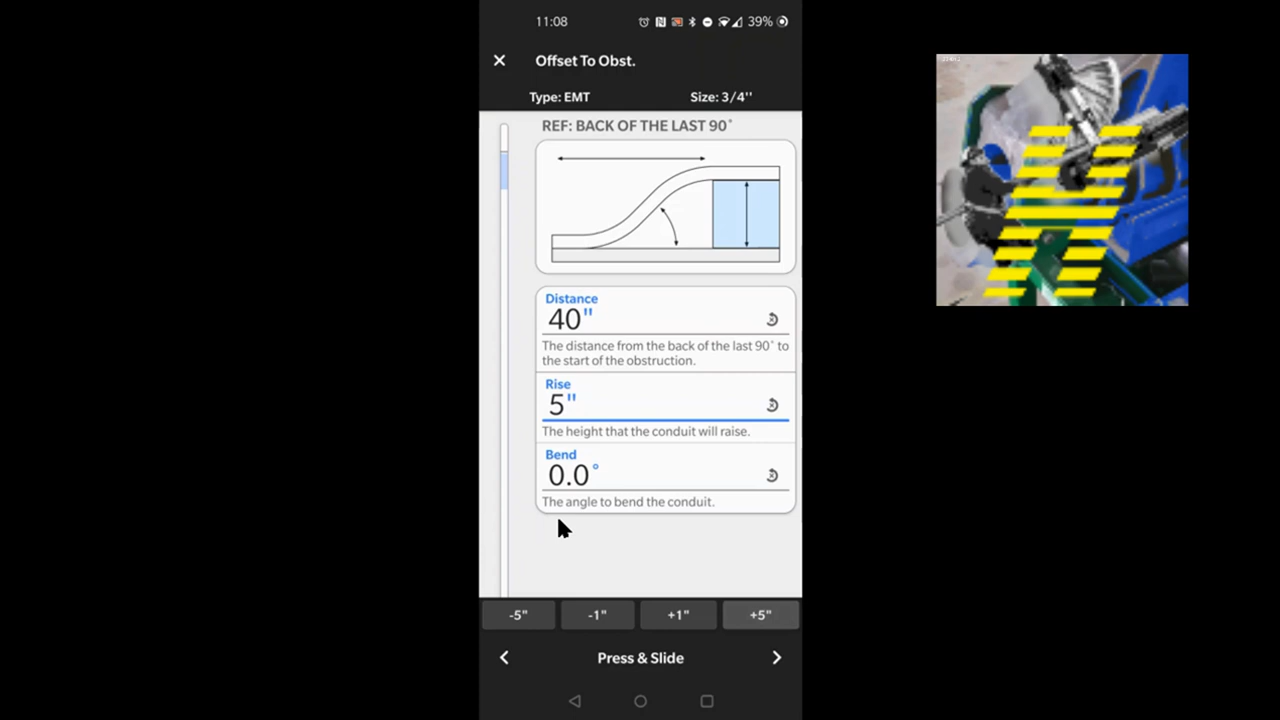 11:08
39%
Offset To Obst.
Type: EMT
Size: 3/4''
REF: BACK OF THE LAST 90°
Distance
40"
The distance from the back of the last 90° to
the start of the obstruction.
Rise
5"
The height that the conduit will raise.
Bend
0.0°
The angle to bend the conduit.
-5"
-1"
+1"
+5"
Press & Slide